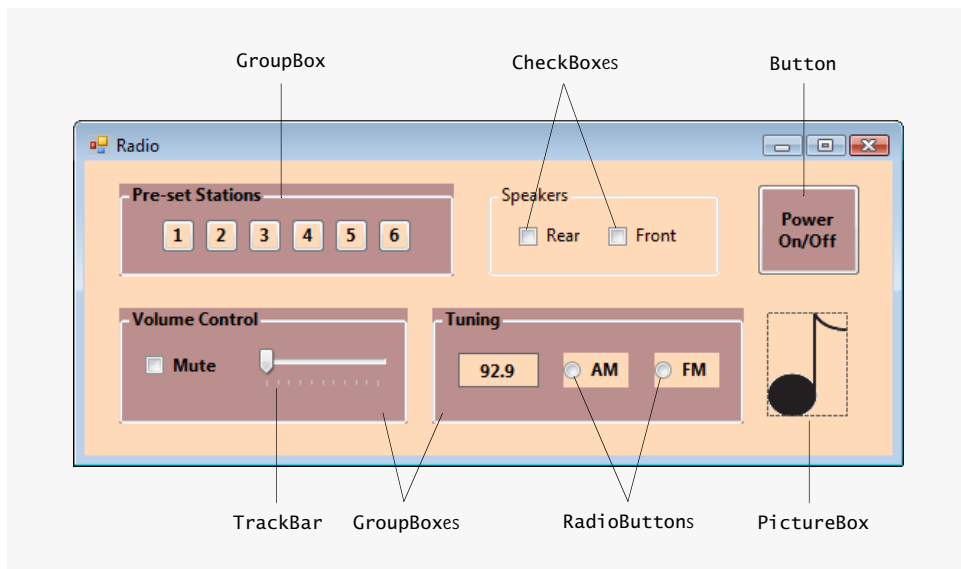 GroupBox CheckBoxes Button
Radio
Pre-set Stations
1 2 3 4 5 6
Speakers
Rear Front
Power
On/Off
Volume Control
Mute
Tuning
92.9 AM FM
TrackBar GroupBoxes RadioButtons PictureBox